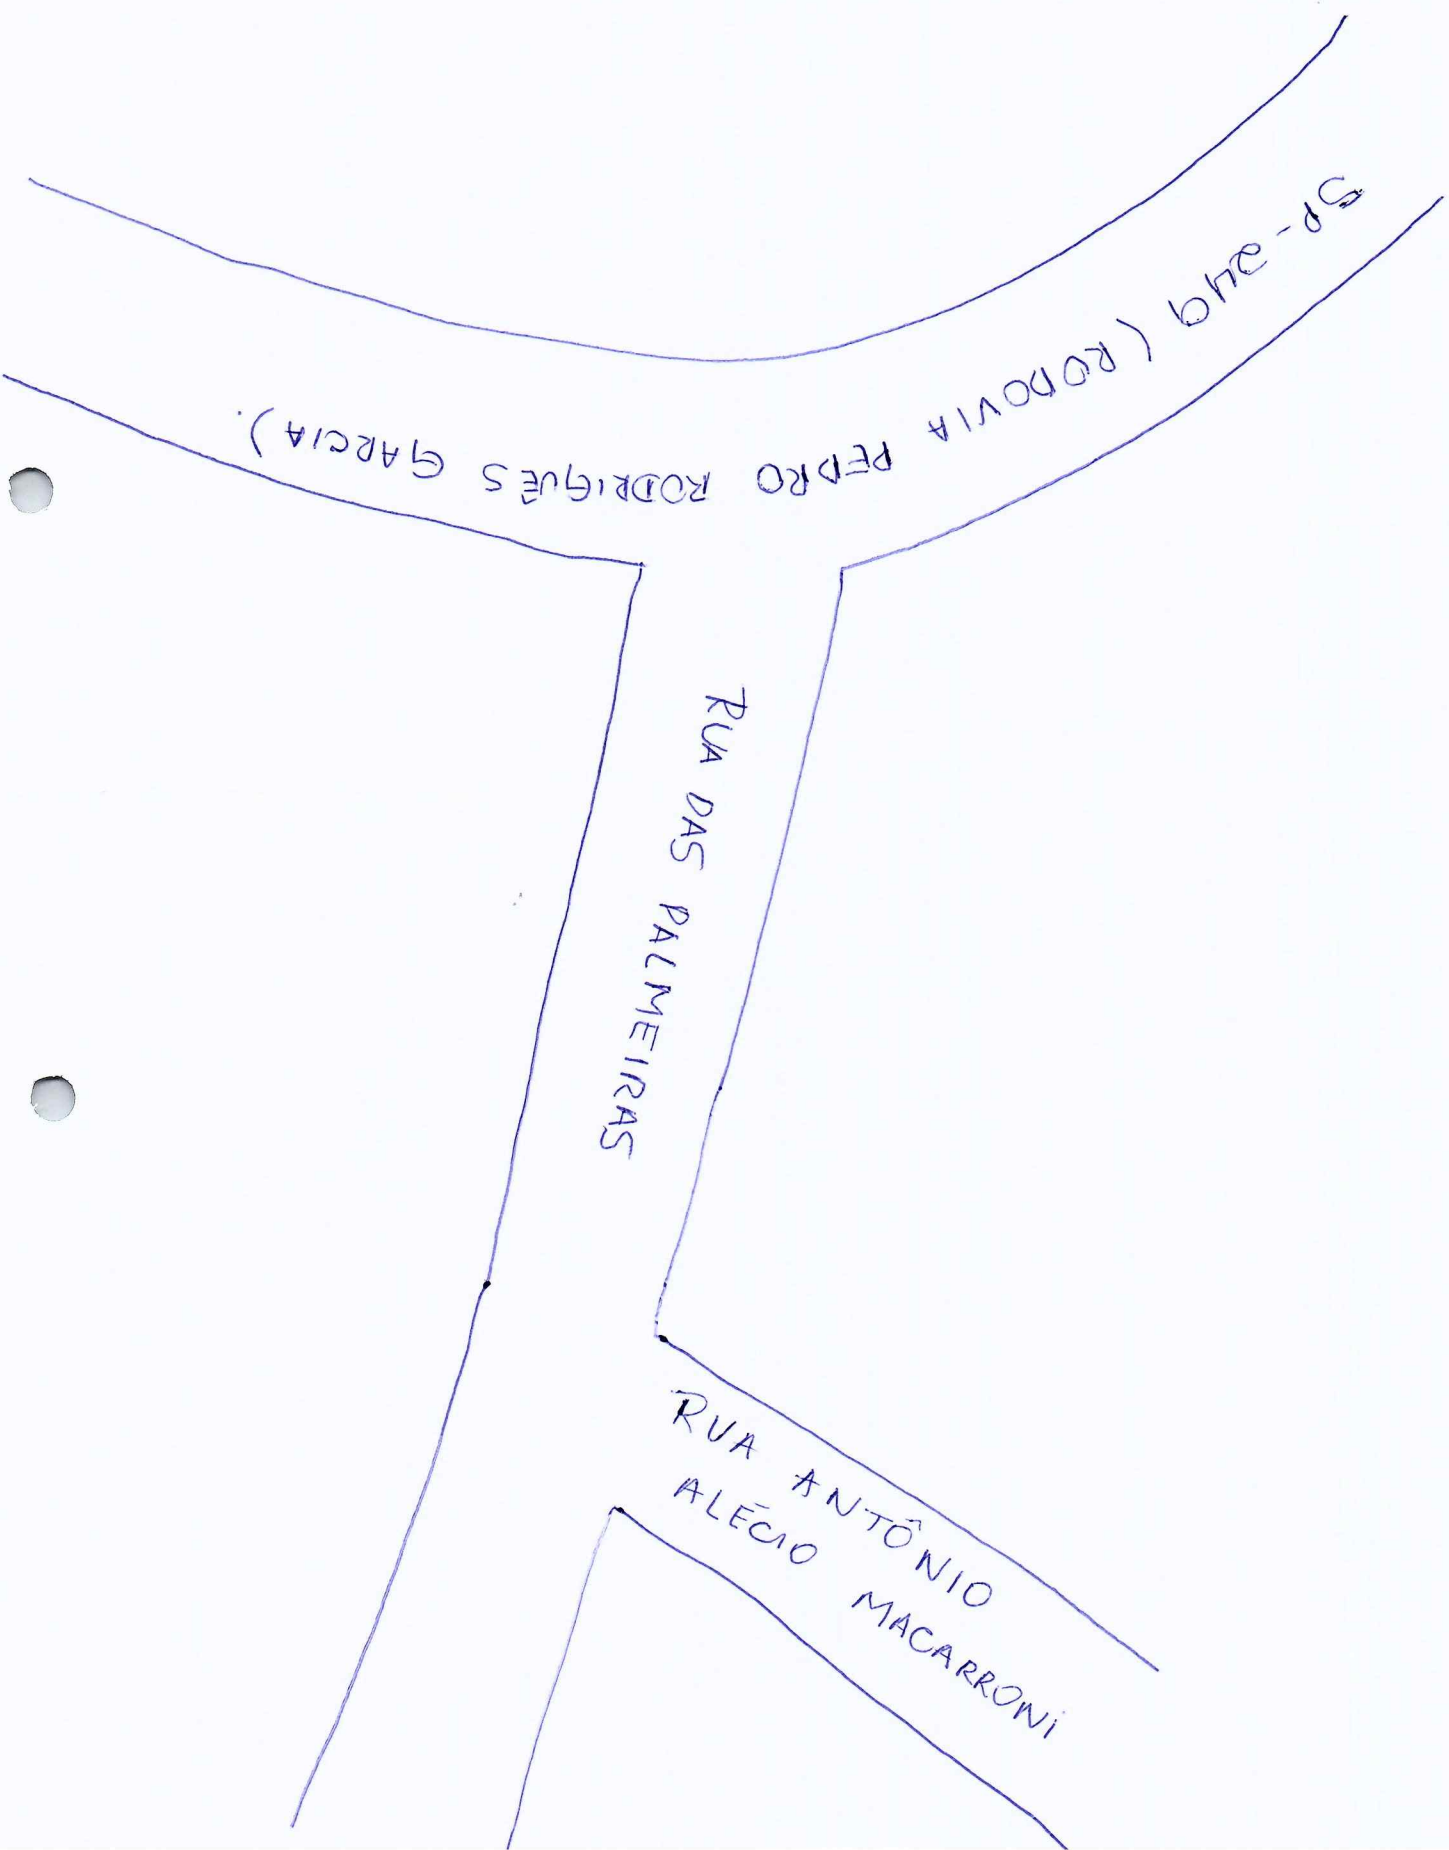 SP-249 (RODOVIA PEDRO RODRIGUÊS GARCIA).
RUA DAS PALMEIRAS
RUA ANTÔNIO
ALÉCIO MACARRONI